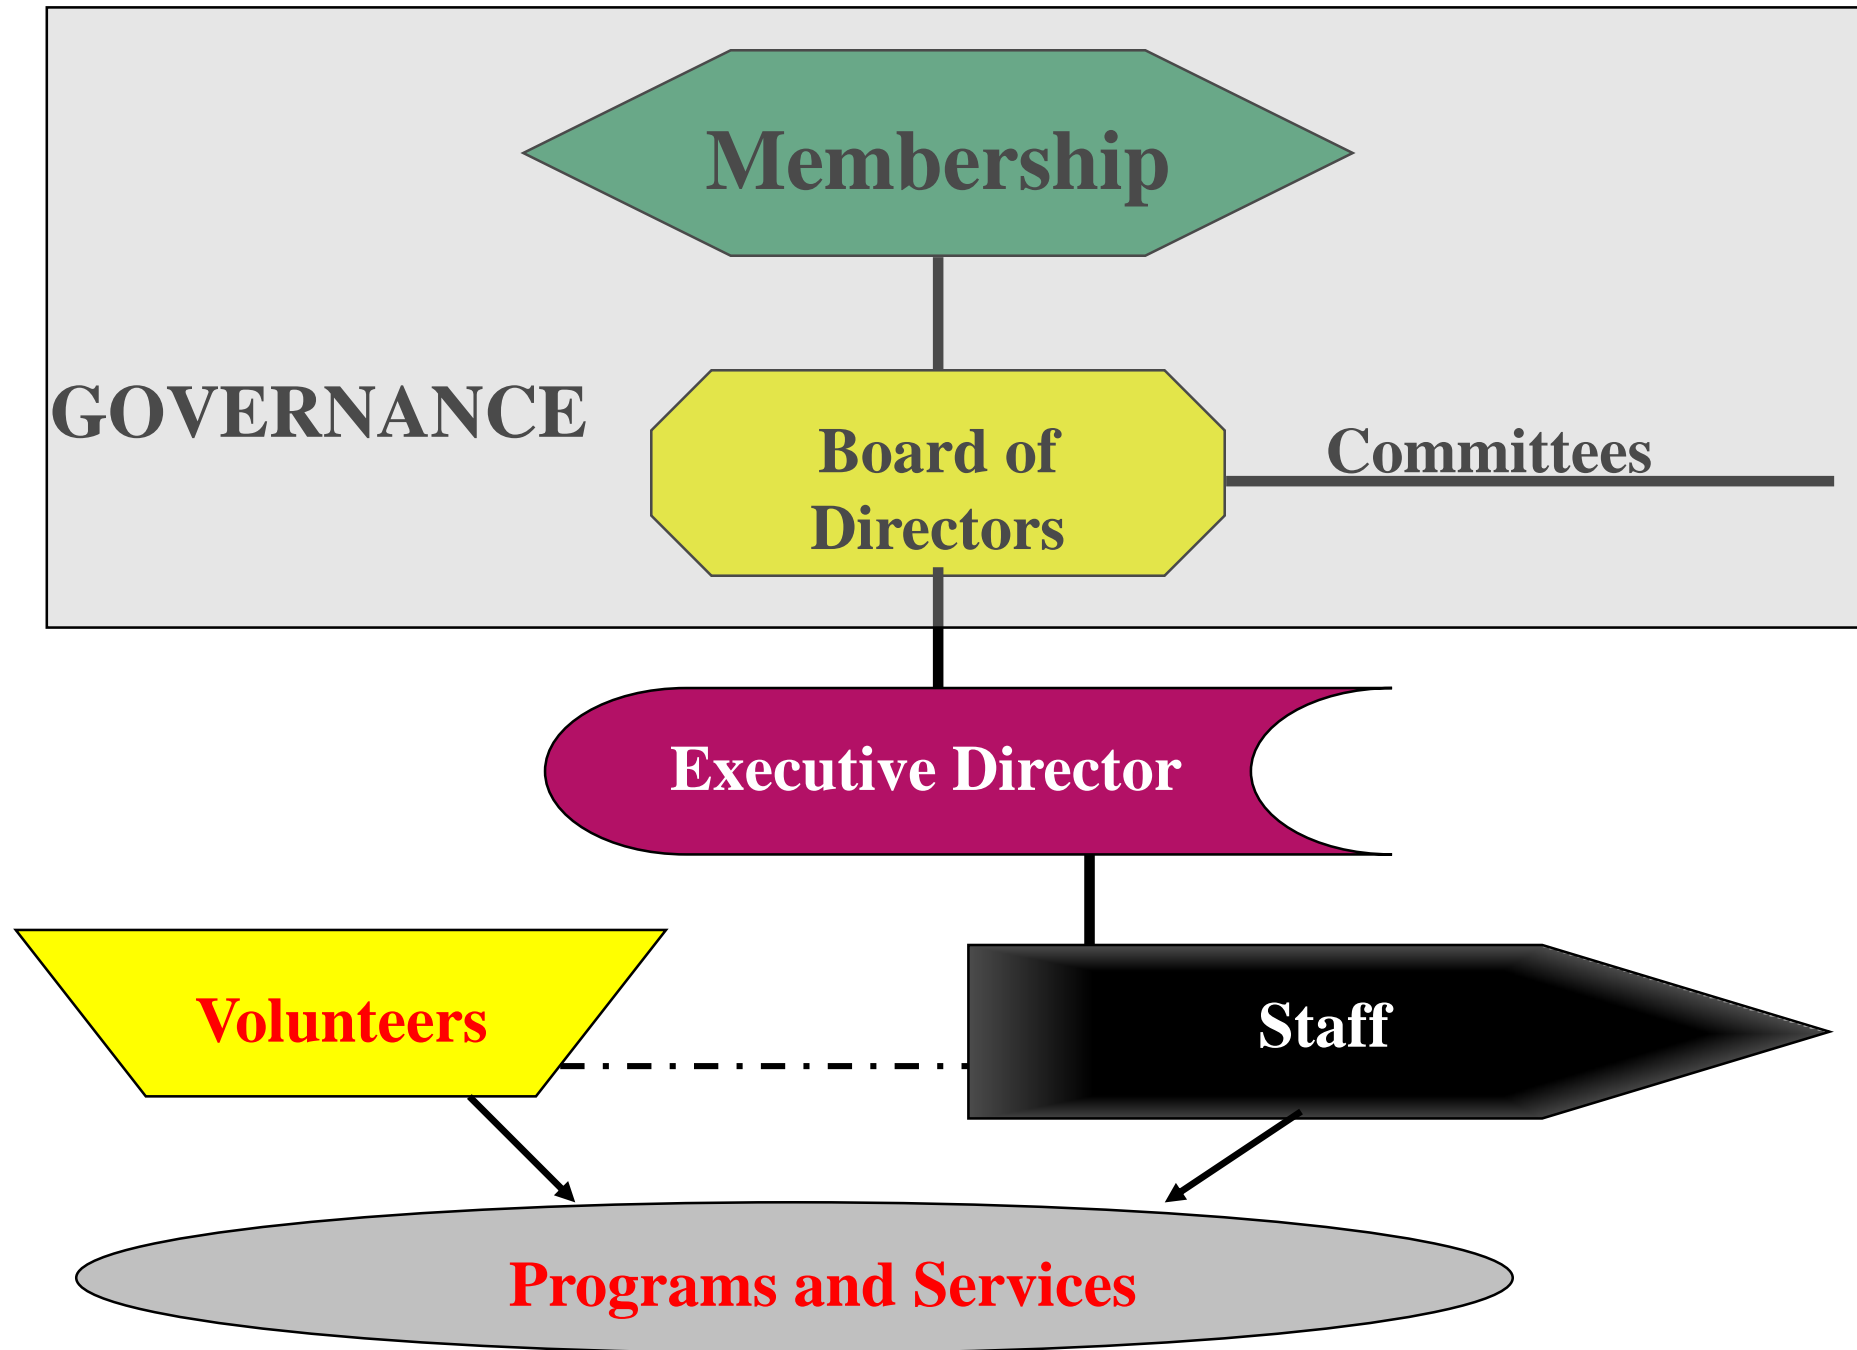 Membership
GOVERNANCE
Board of
Directors
Committees
Executive Director
Volunteers
Staff
Programs and Services